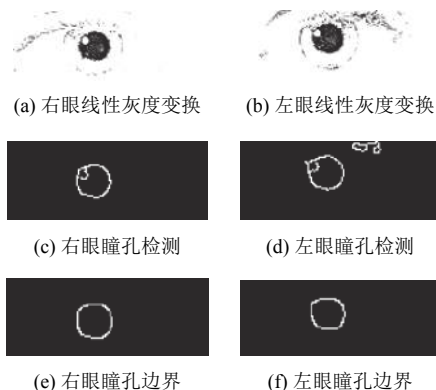 (a) 右眼线性灰度变换
(b) 左眼线性灰度变换
(c) 右眼瞳孔检测
(d) 左眼瞳孔检测
(e) 右眼瞳孔边界
(f) 左眼瞳孔边界